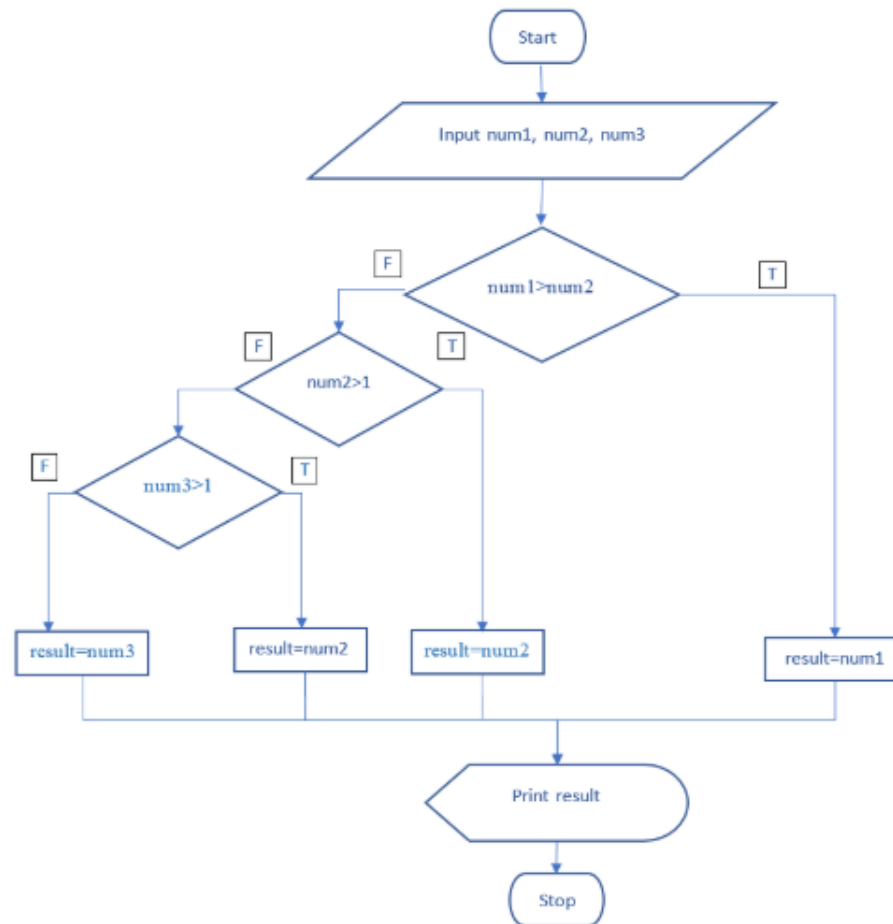 Start
Input num1, num2, num3
num1>num2
F
T
num2>1
F
T
num3>1
F
T
result=num3
result=num2
result=num2
result=num1
Print result
Stop